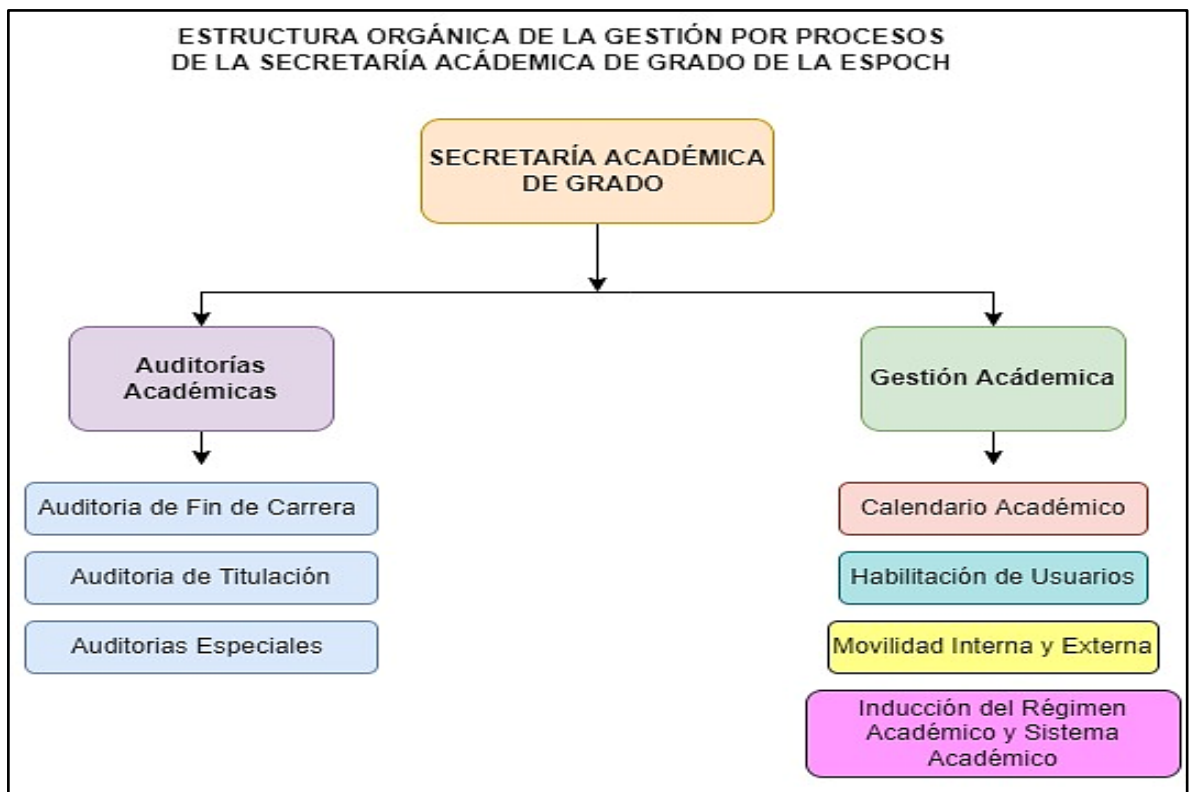 ESTRUCTURA ORGÁNICA DE LA GESTIÓN POR PROCESOS
DE LA SECRETARÍA ACÁDEMICA DE GRADO DE LA ESPOCH
SECRETARÍA ACADÉMICA
DE GRADO
Auditorías
Académicas
Auditoria de Fin de Carrera
Auditoria de Titulación
Auditorias Especiales
Gestión Acádemica
Calendario Académico
Habilitación de Usuarios
Movilidad Interna y Externa
Inducción del Régimen
Académico y Sistema
Académico